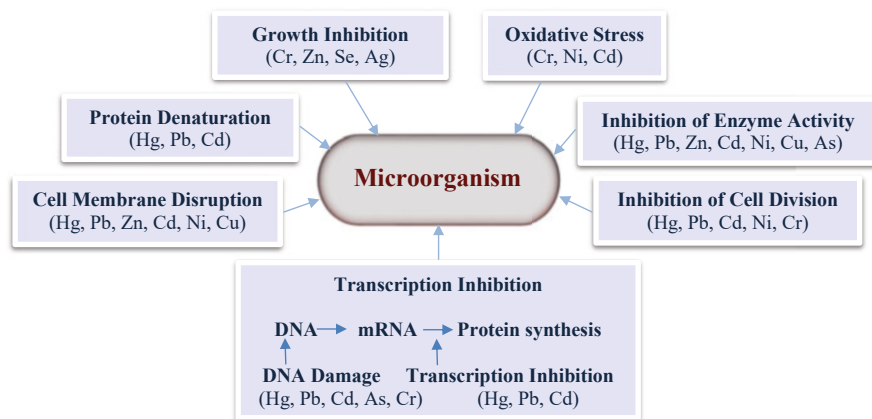 Growth Inhibition
(Cr, Zn, Se, Ag)
Oxidative Stress
(Cr, Ni, Cd)
Protein Denaturation
(Hg, Pb, Cd)
Inhibition of Enzyme Activity
(Hg, Pb, Zn, Cd, Ni, Cu, As)
Microorganism
Cell Membrane Disruption
(Hg, Pb, Zn, Cd, Ni, Cu)
Inhibition of Cell Division
(Hg, Pb, Cd, Ni, Cr)
Transcription Inhibition
DNA mRNA Protein synthesis
DNA Damage
(Hg, Pb, Cd, As, Cr)
Transcription Inhibition
(Hg, Pb, Cd)